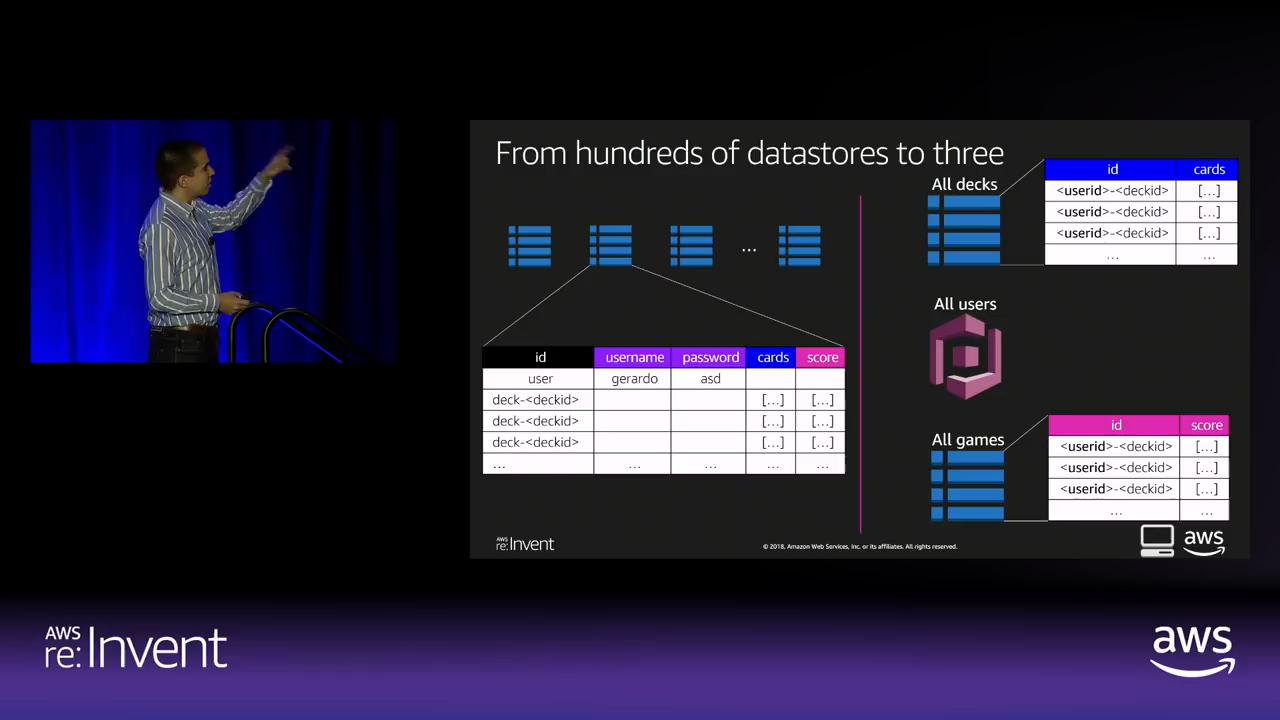 From hundreds of datastores to three
...
id username password cards score
user gerardo asd
deck-<deckid> [...] [...]
deck-<deckid> [...] [...]
deck-<deckid> [...] [...]
... ... ... ... ...
All decks
id cards
<userid>-<deckid> [...]
<userid>-<deckid> [...]
<userid>-<deckid> [...]
... ...
All users
All games
id score
<userid>-<deckid> [...]
<userid>-<deckid> [...]
<userid>-<deckid> [...]
... ...
AWS
re:Invent
© 2018, Amazon Web Services, Inc. or its affiliates. All rights reserved.
aws
AWS
re:Invent
aws